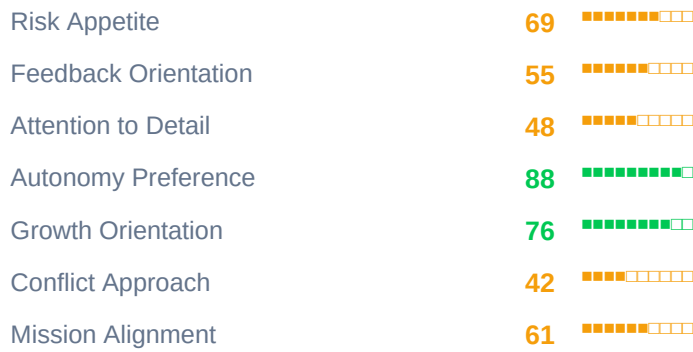 Risk Appetite 69 ■■■■■■■□□□
Feedback Orientation 55 ■■■■■■□□□□
Attention to Detail 48 ■■■■■□□□□□
Autonomy Preference 88 ■■■■■■■■■□
Growth Orientation 76 ■■■■■■■■□□
Conflict Approach 42 ■■■■□□□□□□
Mission Alignment 61 ■■■■■■□□□□